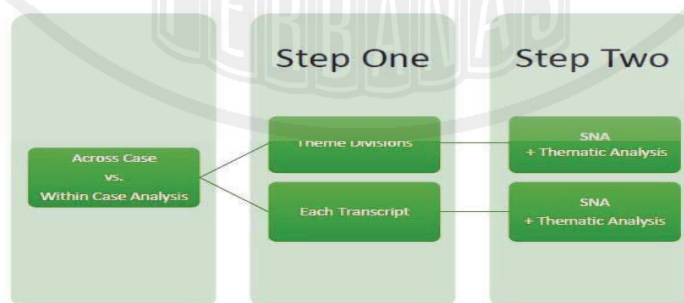 CERBANAS
Step One
Step Two
Across Case
vs.
Within Case Analysis
Theme Divisions
Each Transcript
SNA
+ Thematic Analysis
SNA
+ Thematic Analysis